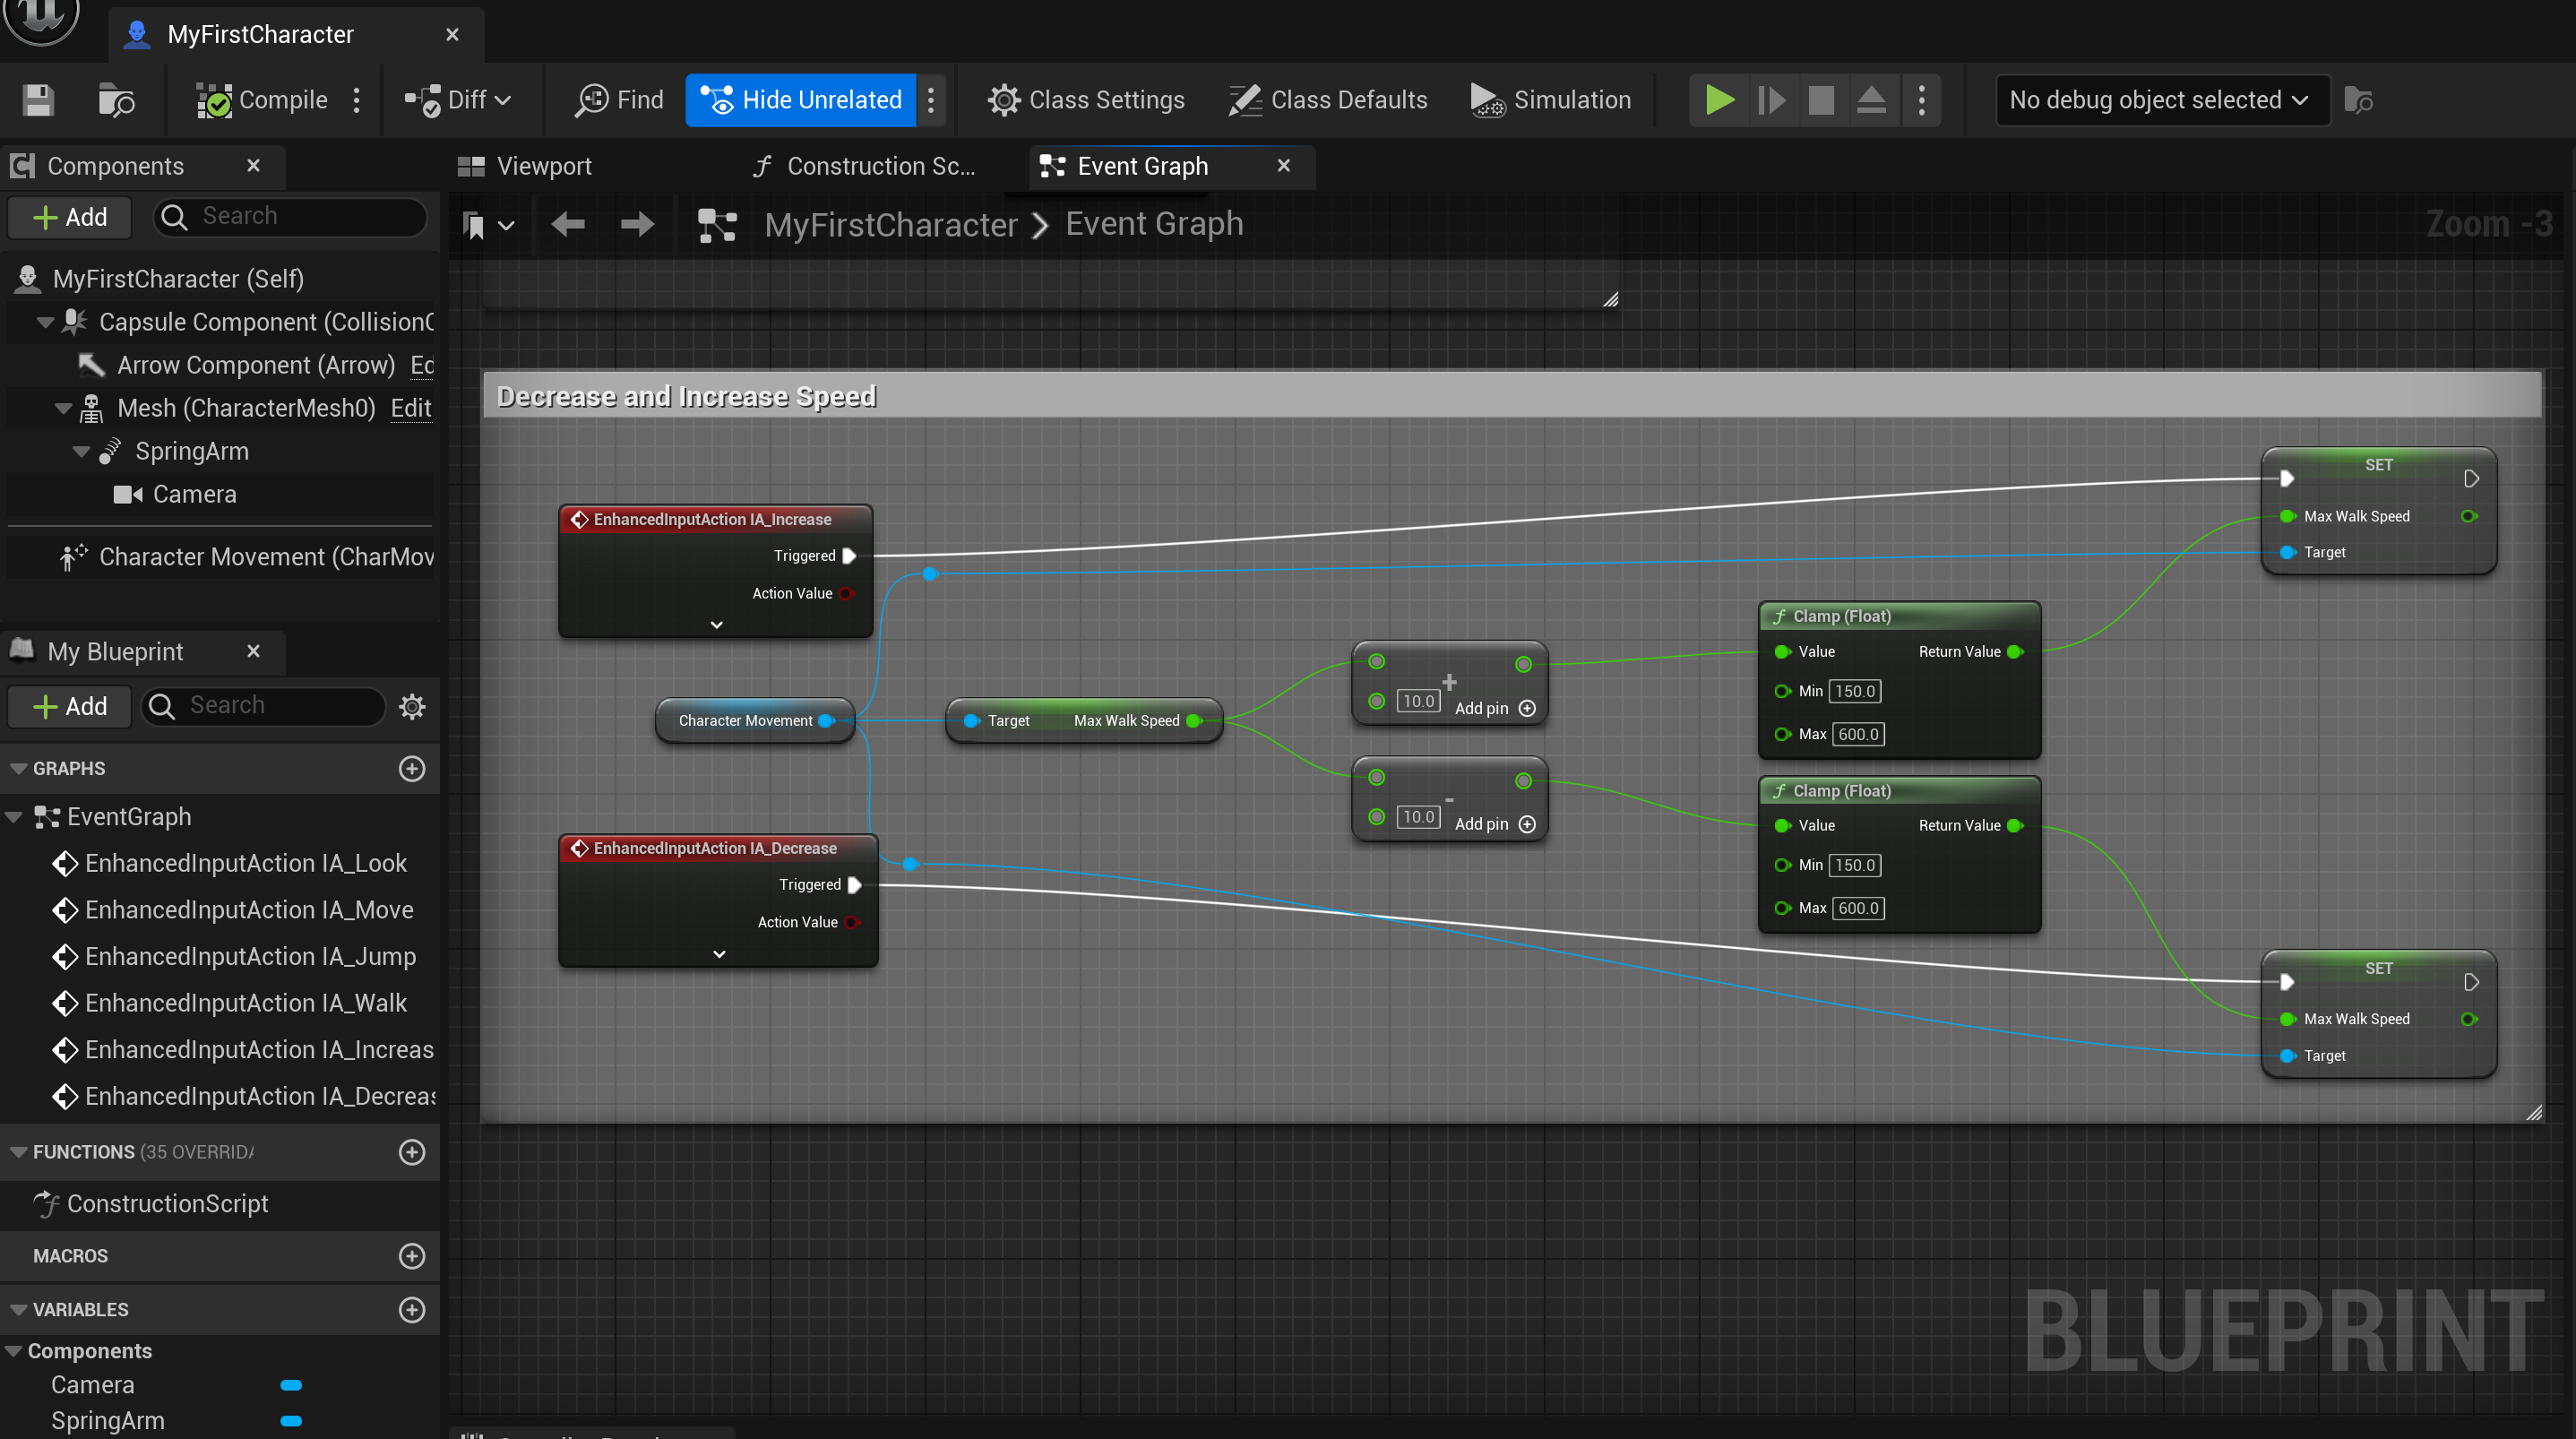 MyFirstCharacter
Compile
Diff
Find
Hide Unrelated
Class Settings
Class Defaults
Simulation
No debug object selected
Components
Viewport
Construction Sc...
Event Graph
Add
Search
MyFirstCharacter > Event Graph
Zoom -3
MyFirstCharacter (Self)
Capsule Component (CollisionC
Arrow Component (Arrow) Ed
Mesh (CharacterMesh0) Edit
SpringArm
Camera
Character Movement (CharMov
My Blueprint
Add
Search
GRAPHS
EventGraph
EnhancedInputAction IA_Look
EnhancedInputAction IA_Move
EnhancedInputAction IA_Jump
EnhancedInputAction IA_Walk
EnhancedInputAction IA_Increas
EnhancedInputAction IA_Decreas
FUNCTIONS (35 OVERRIDA
ConstructionScript
MACROS
VARIABLES
Components
Camera
SpringArm
Decrease and Increase Speed
EnhancedInputAction IA_Increase
Triggered
Action Value
Character Movement
Target Max Walk Speed
EnhancedInputAction IA_Decrease
Triggered
Action Value
+
10.0 Add pin
-
10.0 Add pin
Clamp (Float)
Value Return Value
Min 150.0
Max 600.0
Clamp (Float)
Value Return Value
Min 150.0
Max 600.0
SET
Max Walk Speed
Target
SET
Max Walk Speed
Target
BLUEPRINT